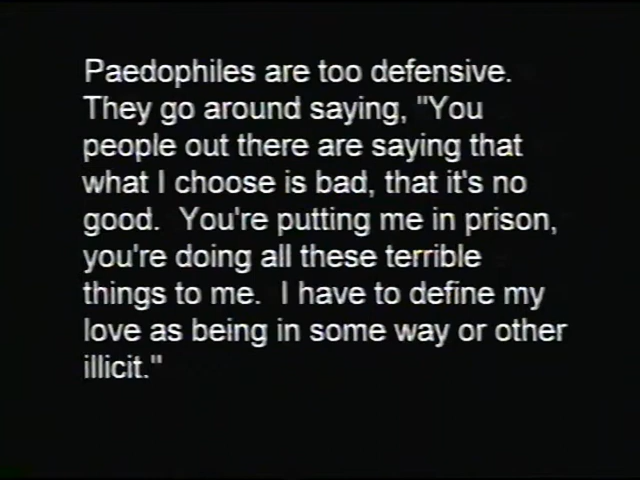 Paedophiles are too defensive.
They go around saying, "You
people out there are saying that
what I choose is bad, that it's no
good.  You're putting me in prison,
you're doing all these terrible
things to me.  I have to define my
love as being in some way or other
illicit."